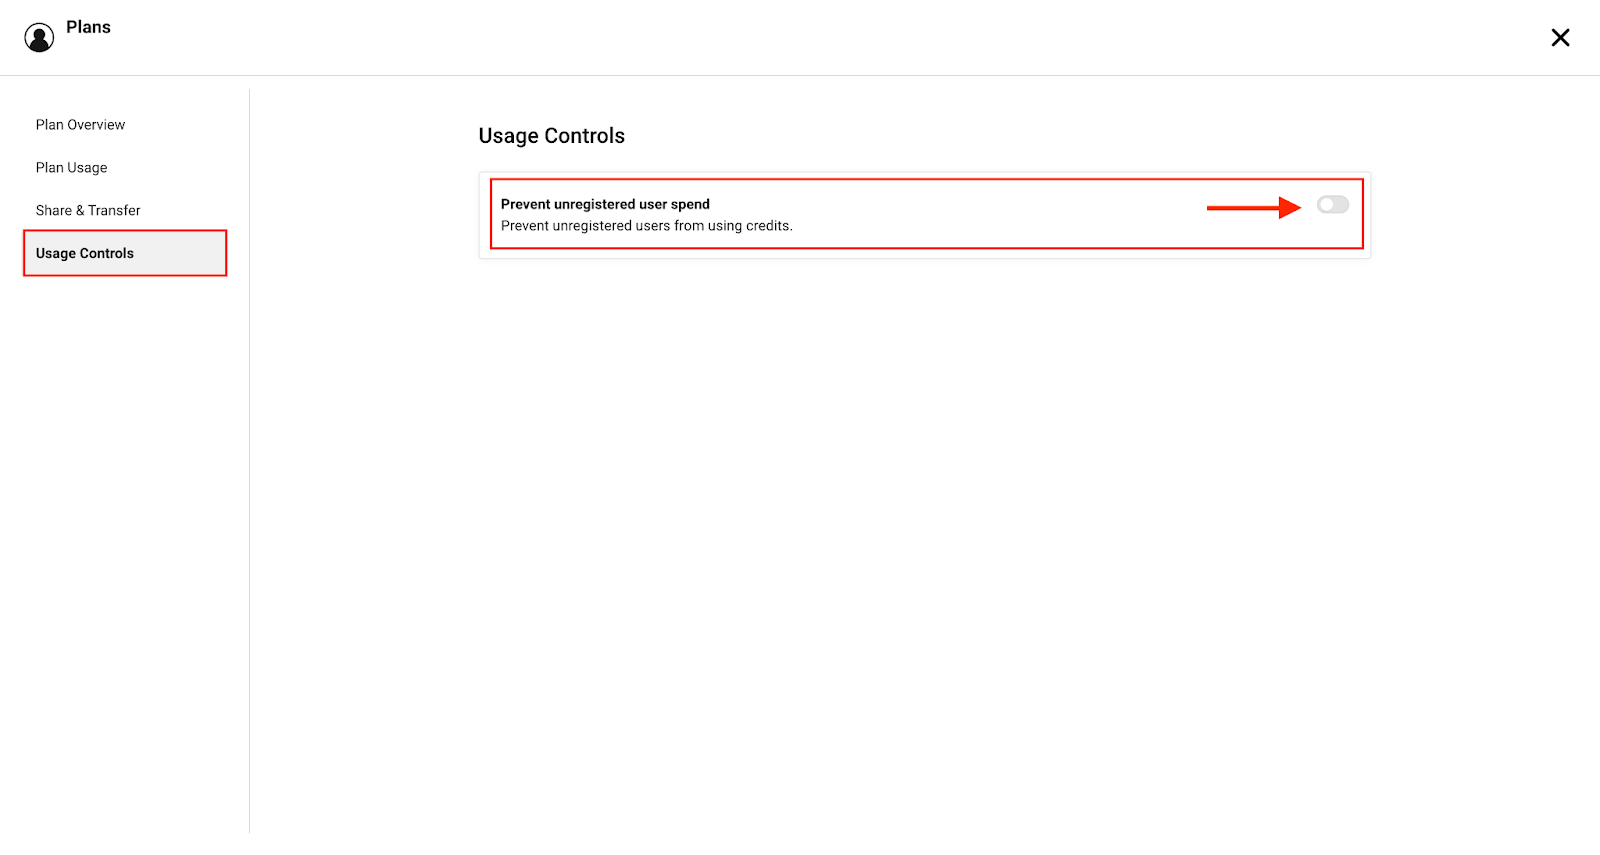 Plans
Plan Overview
Plan Usage
Share & Transfer
Usage Controls
Usage Controls
Prevent unregistered user spend
Prevent unregistered users from using credits.